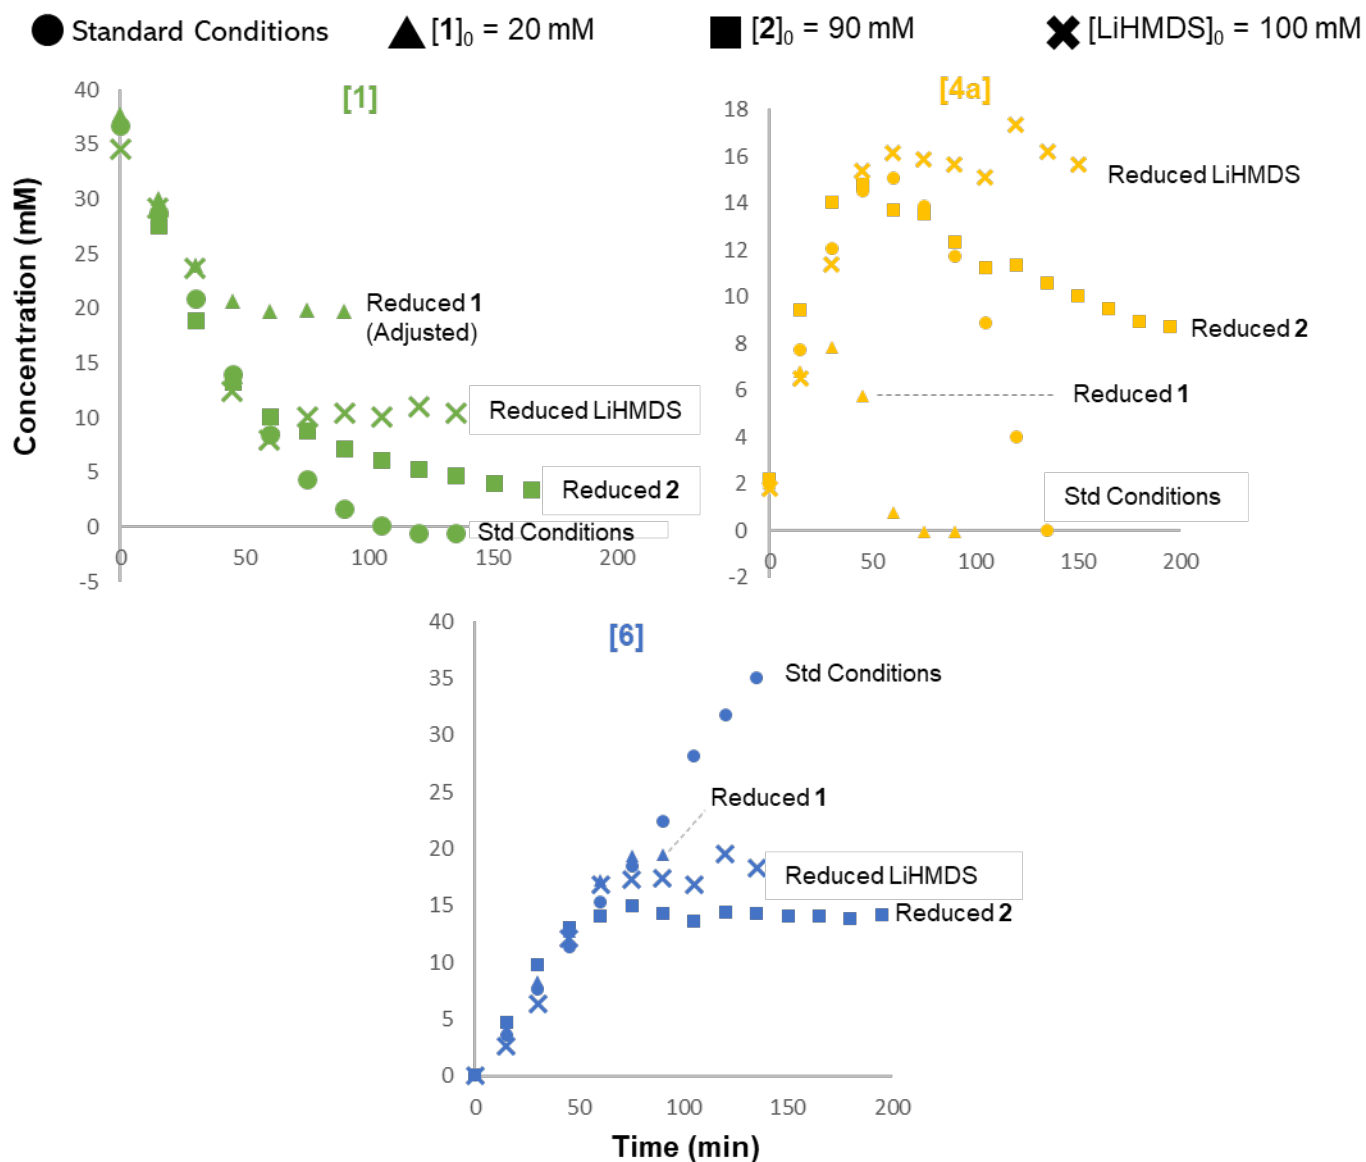 Standard Conditions [1]0 = 20 mM [2]0 = 90 mM [LiHMDS]0 = 100 mM
Concentration (mM)
[1]
40
35
30
25
20
15
10
5
0
-5
0 50 100 150 200
Reduced 1
(Adjusted)
Reduced LiHMDS
Reduced 2
Std Conditions
[4a]
18
16
14
12
10
8
6
4
2
0
-2
0 50 100 150 200
Reduced LiHMDS
Reduced 2
Reduced 1
Std Conditions
[6]
40
35
30
25
20
15
10
5
0
0 50 100 150 200
Std Conditions
Reduced 1
Reduced LiHMDS
Reduced 2
Time (min)